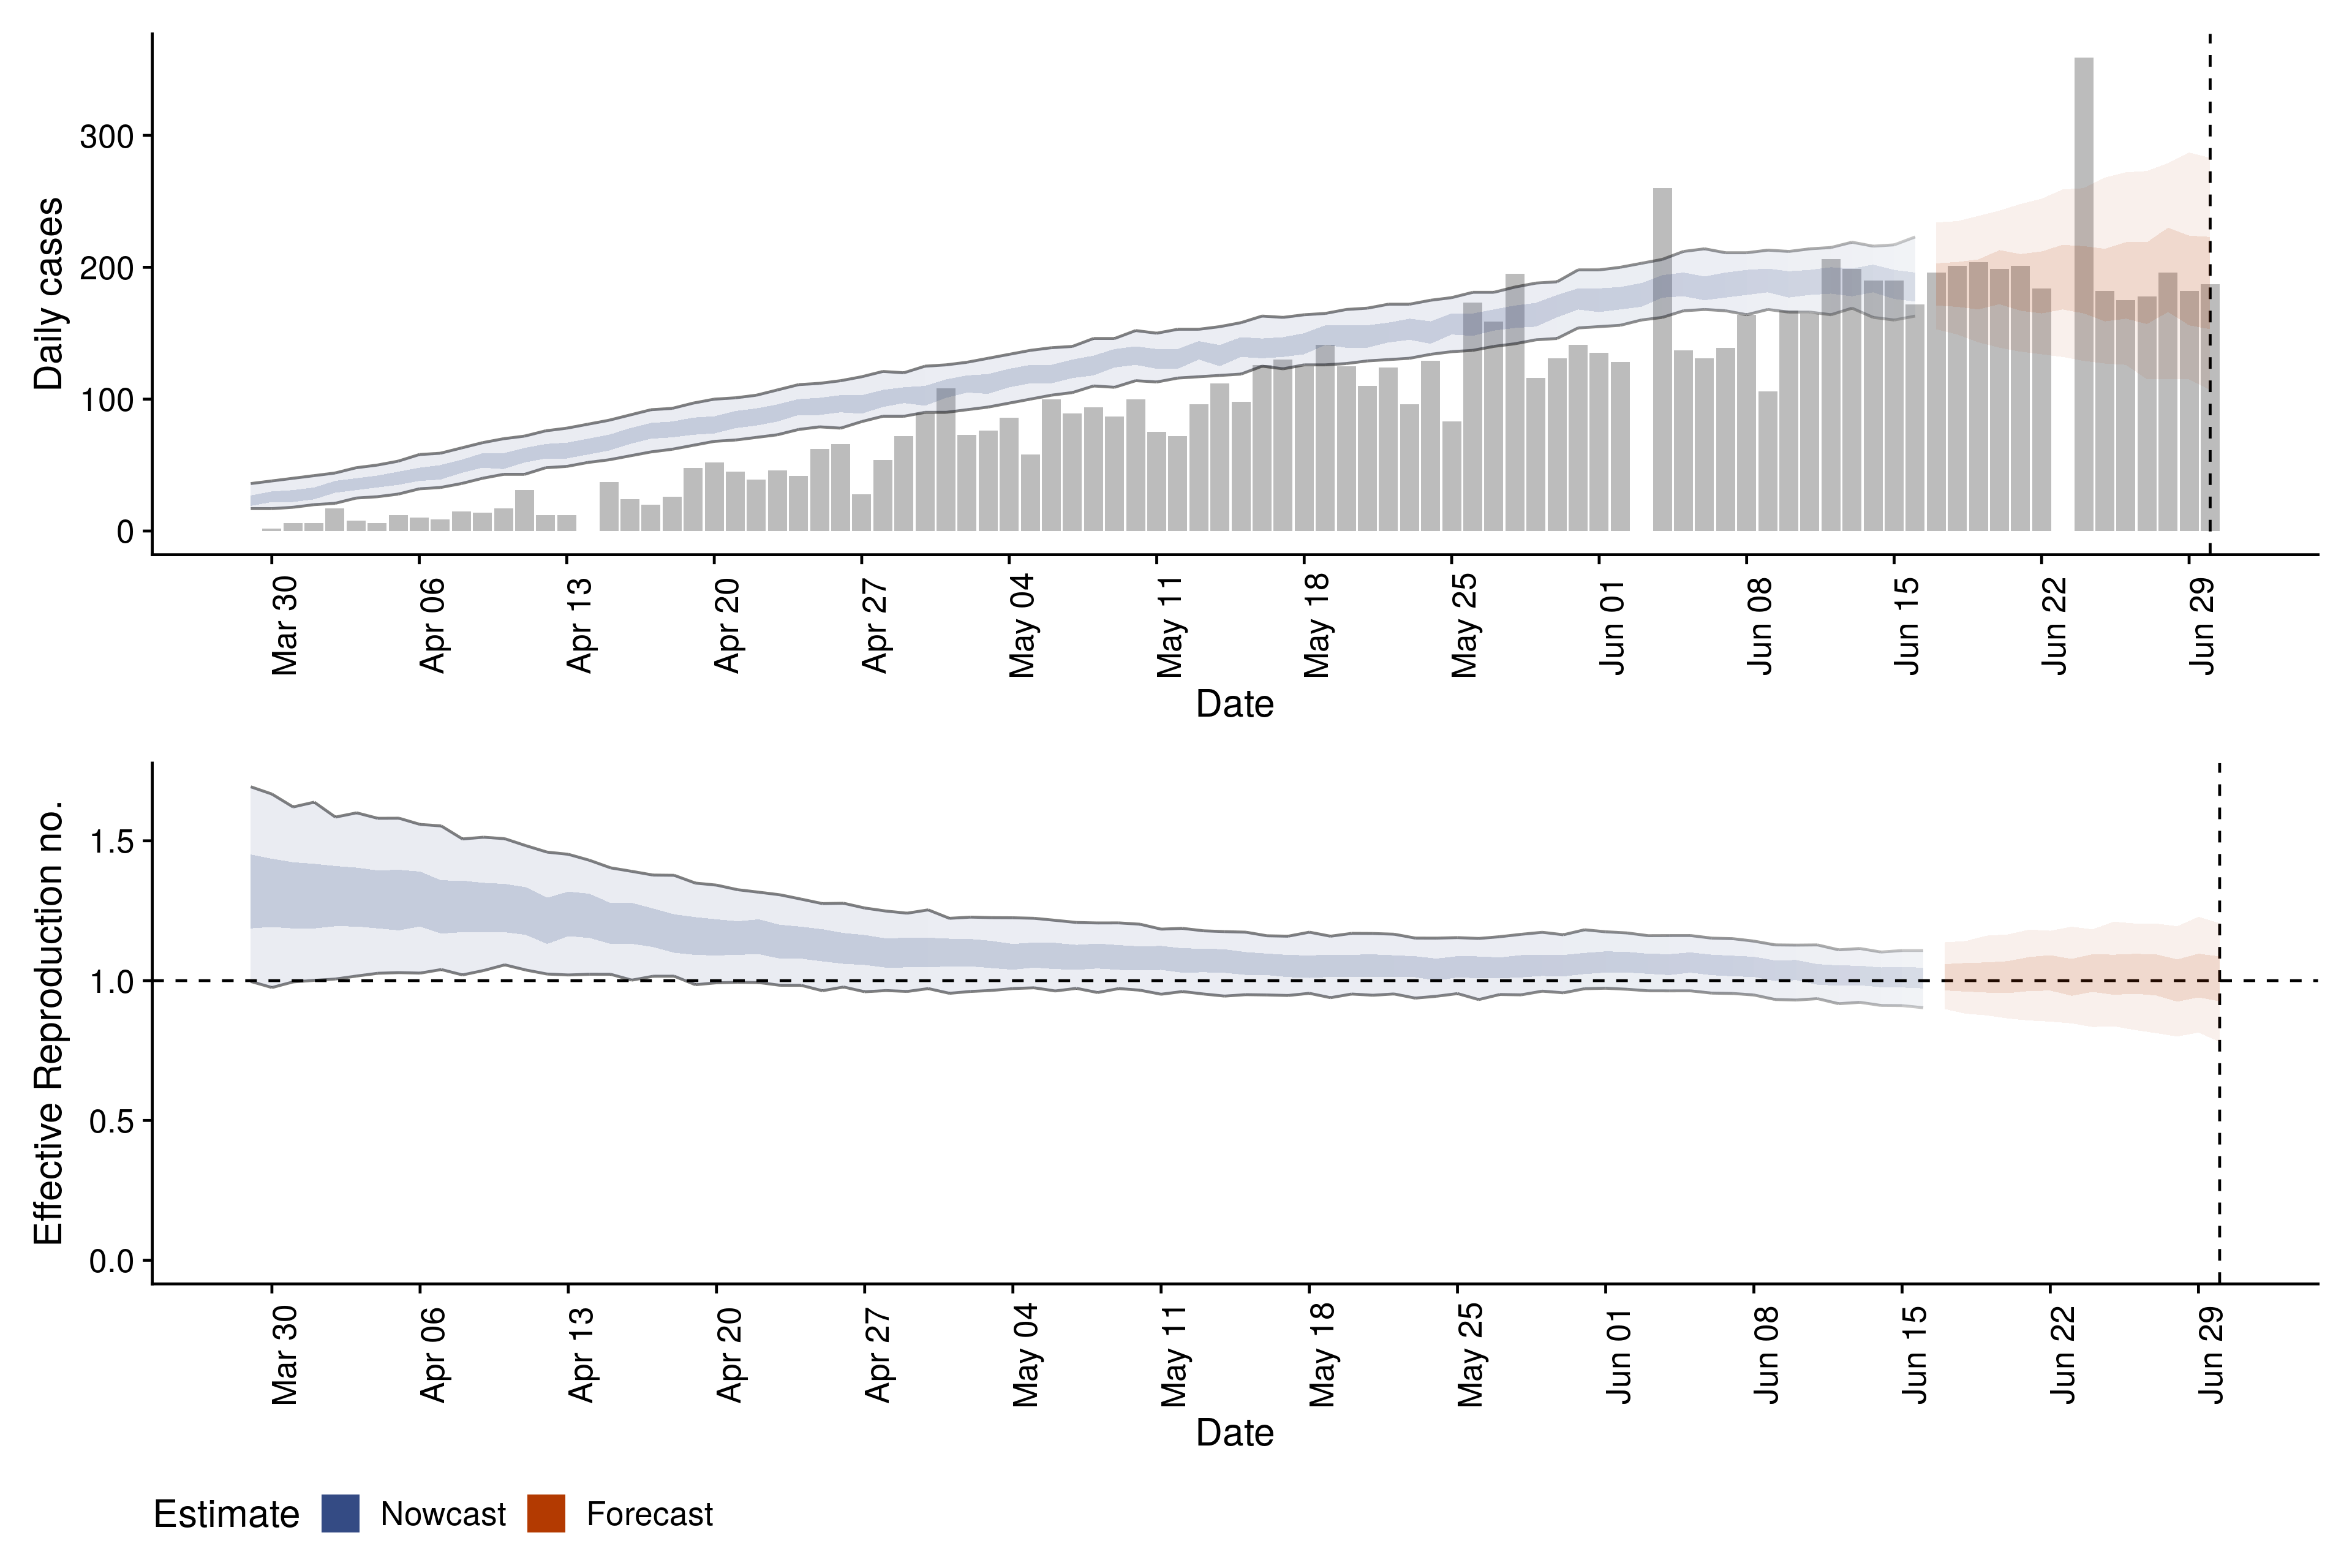 Daily cases
300
200
100
0
Mar 30
Apr 06
Apr 13
Apr 20
Apr 27
May 04
May 11
May 18
May 25
Jun 01
Jun 08
Jun 15
Jun 22
Jun 29
Date
Effective Reproduction no.
1.5
1.0
0.5
0.0
Mar 30
Apr 06
Apr 13
Apr 20
Apr 27
May 04
May 11
May 18
May 25
Jun 01
Jun 08
Jun 15
Jun 22
Jun 29
Date
Estimate Nowcast Forecast